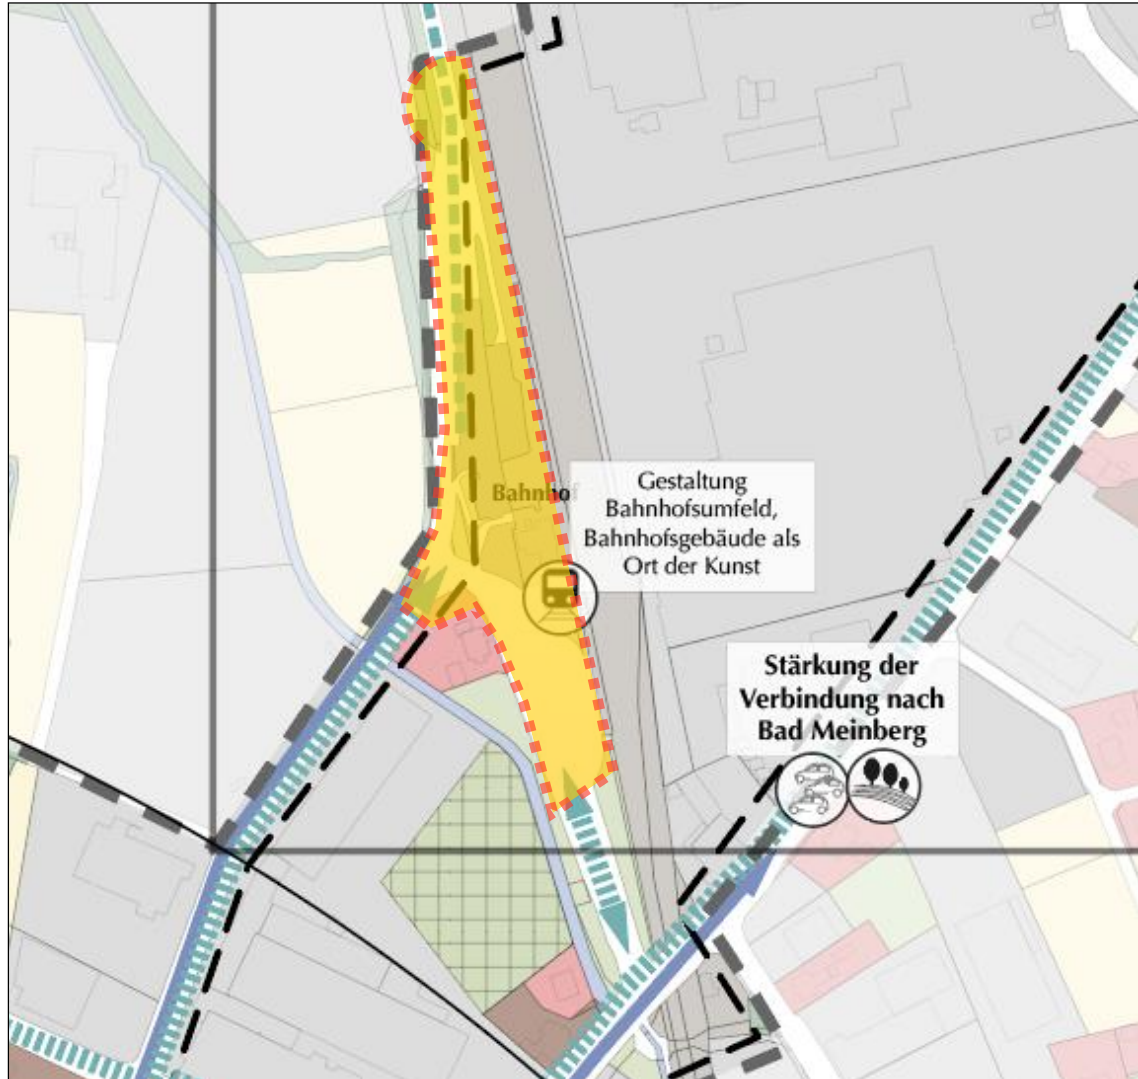 Bahnhof
Gestaltung
Bahnhofsumfeld,
Bahnhofsgebäude als
Ort der Kunst
Stärkung der
Verbindung nach
Bad Meinberg